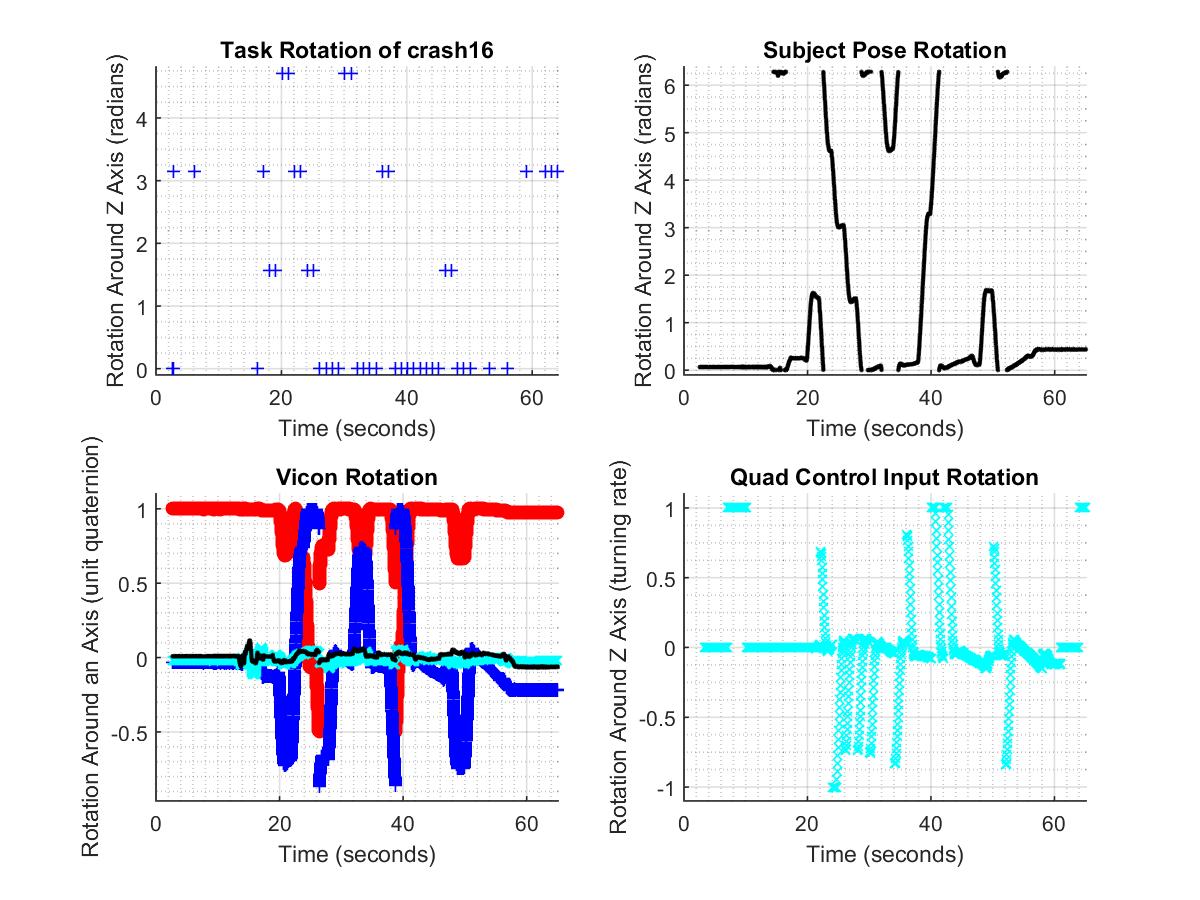 Task Rotation of crash16
Rotation Around Z Axis (radians)
4
3
2
1
0
0 20 40 60
Time (seconds)
Subject Pose Rotation
Rotation Around Z Axis (radians)
6
5
4
3
2
1
0
0 20 40 60
Time (seconds)
Vicon Rotation
Rotation Around an Axis (unit quaternion)
1
0.5
0
-0.5
0 20 40 60
Time (seconds)
Quad Control Input Rotation
Rotation Around Z Axis (turning rate)
1
0.5
0
-0.5
-1
0 20 40 60
Time (seconds)